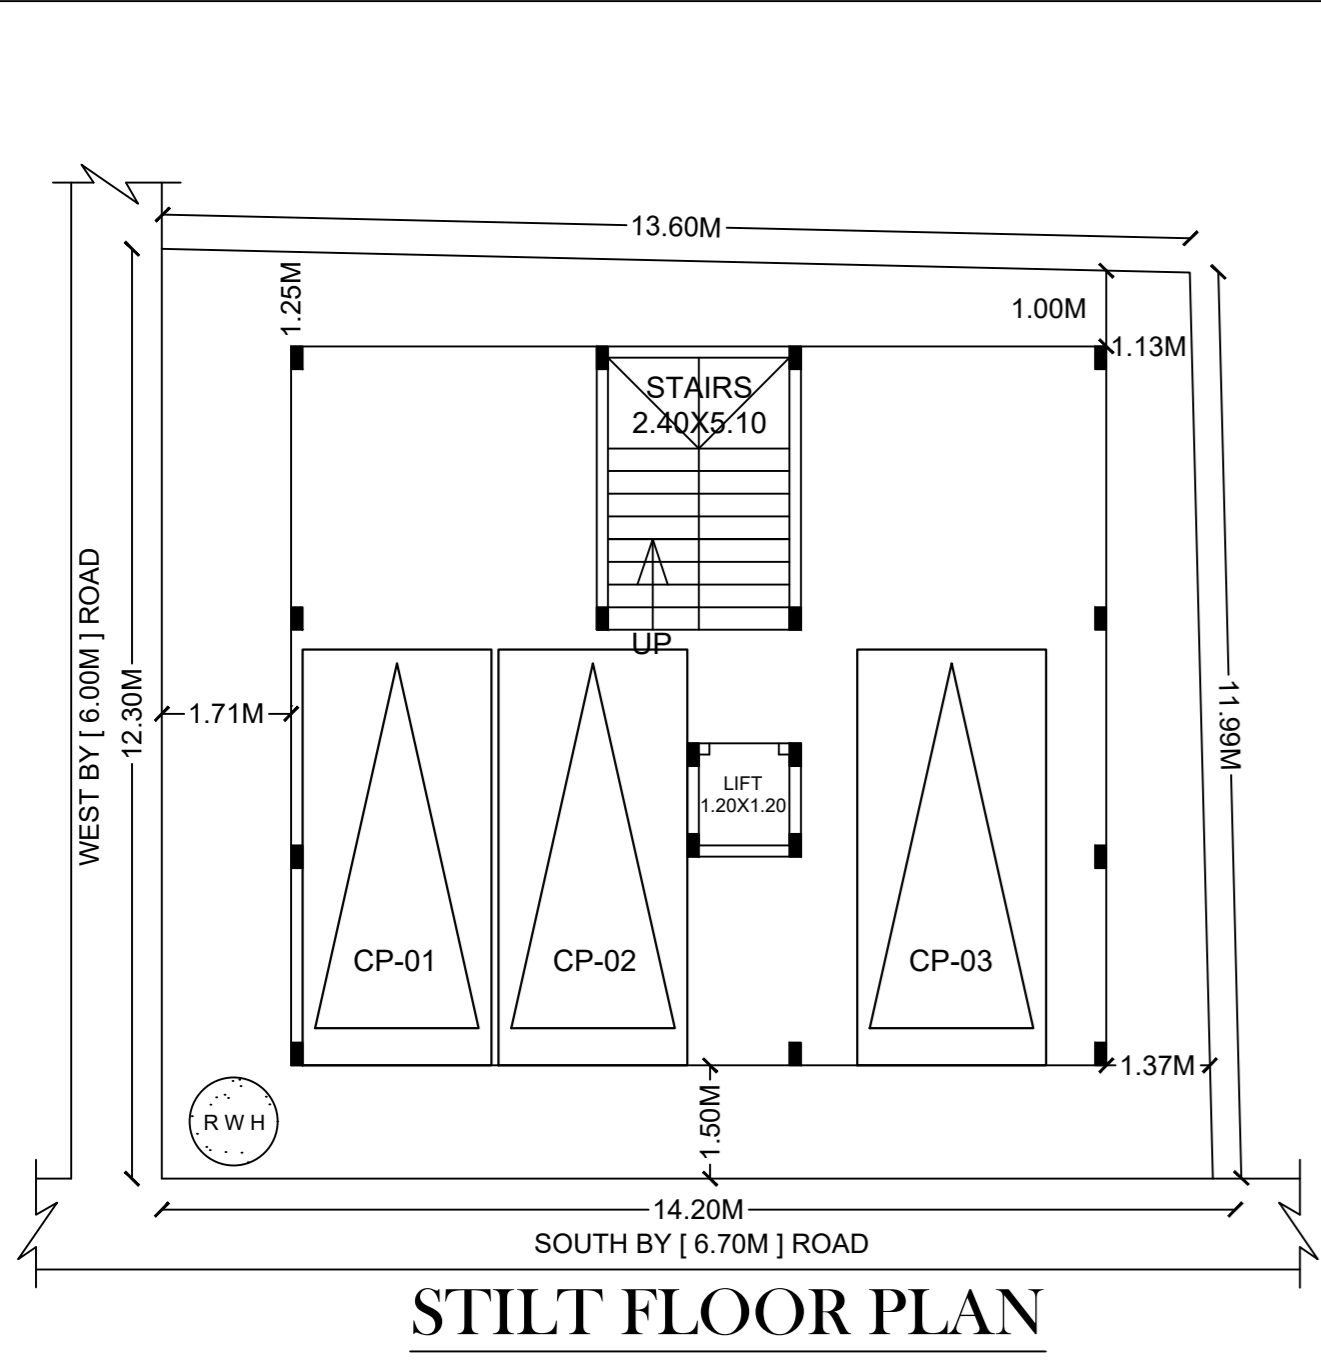 13.60M
1.25M
1.00M
1.13M
STAIRS
2.40X5.10
UP
WEST BY [ 6.00M ] ROAD
12.30M
1.71M
11.99M
LIFT
1.20X1.20
CP-01
CP-02
CP-03
1.37M
R W H
1.50M
14.20M
SOUTH BY [ 6.70M ] ROAD
STILT FLOOR PLAN